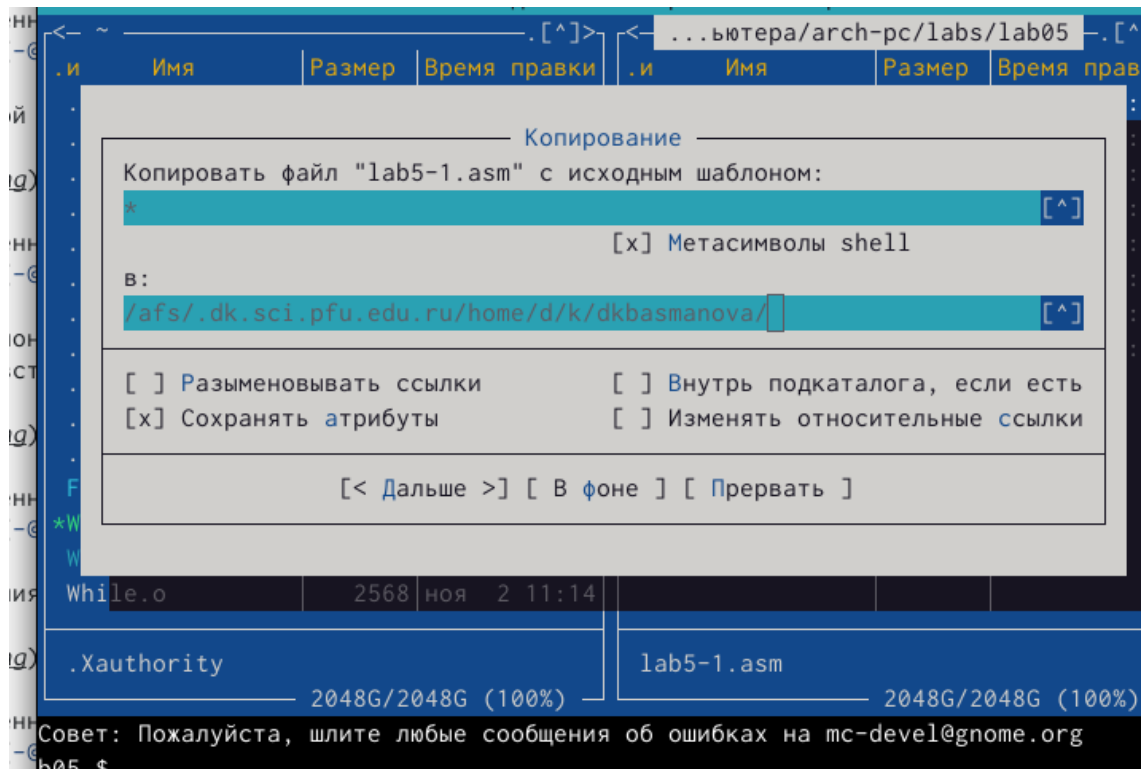 <— ~ .[^]> <— ...ьютера/arch-pc/labs/lab05 —.[^
.и Имя Размер Время правки .и Имя Размер Время прав
Копирование
Копировать файл "lab5-1.asm" с исходным шаблоном:
* [^]
[x] Метасимволы shell
в:
/afs/.dk.sci.pfu.edu.ru/home/d/k/dkbasmanova/ [^]
[ ] Разыменовывать ссылки [ ] Внутрь подкаталога, если есть
[x] Сохранять атрибуты [ ] Изменять относительные ссылки
[< Дальше >] [ В фоне ] [ Прервать ]
F
*W
W
While.o 2568 ноя 2 11:14
.Xauthority lab5-1.asm
2048G/2048G (100%) 2048G/2048G (100%)
Совет: Пожалуйста, шлите любые сообщения об ошибках на mc-devel@gnome.org
b05 $